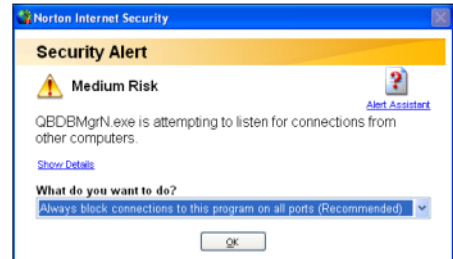 Norton Internet Security
Security Alert
Medium Risk
Alert Assistant
QBDBMgrN.exe is attempting to listen for connections from
other computers.
Show Details
What do you want to do?
Always block connections to this program on all ports (Recommended)
OK